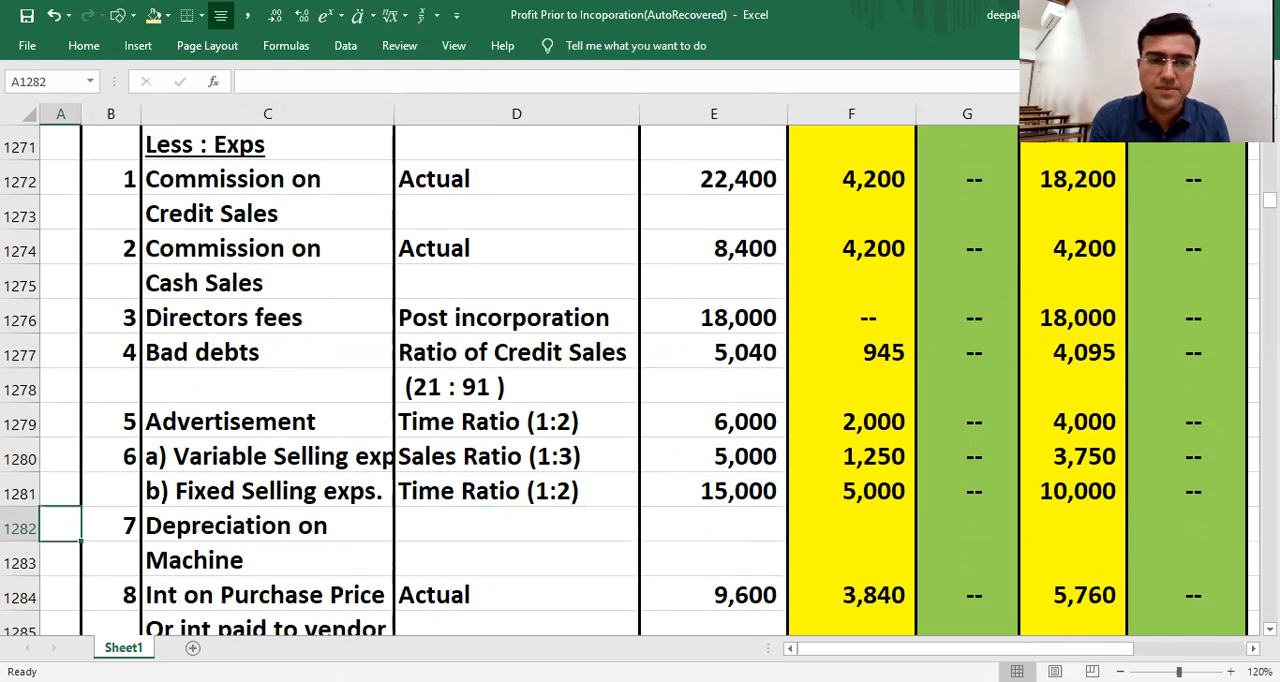 Profit Prior to Incoporation(AutoRecovered) - Excel
deepak
File Home Insert Page Layout Formulas Data Review View Help Tell me what you want to do
A1282 fx
A B C D E F G
1271 Less : Exps
1272 1 Commission on Actual 22,400 4,200 -- 18,200 --
1273 Credit Sales
1274 2 Commission on Actual 8,400 4,200 -- 4,200 --
1275 Cash Sales
1276 3 Directors fees Post incorporation 18,000 -- -- 18,000 --
1277 4 Bad debts Ratio of Credit Sales 5,040 945 -- 4,095 --
1278 (21 : 91 )
1279 5 Advertisement Time Ratio (1:2) 6,000 2,000 -- 4,000 --
1280 6 a) Variable Selling exp Sales Ratio (1:3) 5,000 1,250 -- 3,750 --
1281 b) Fixed Selling exps. Time Ratio (1:2) 15,000 5,000 -- 10,000 --
1282 7 Depreciation on
1283 Machine
1284 8 Int on Purchase Price Actual 9,600 3,840 -- 5,760 --
1285 Or int paid to vendor
Sheet1
Ready 120%